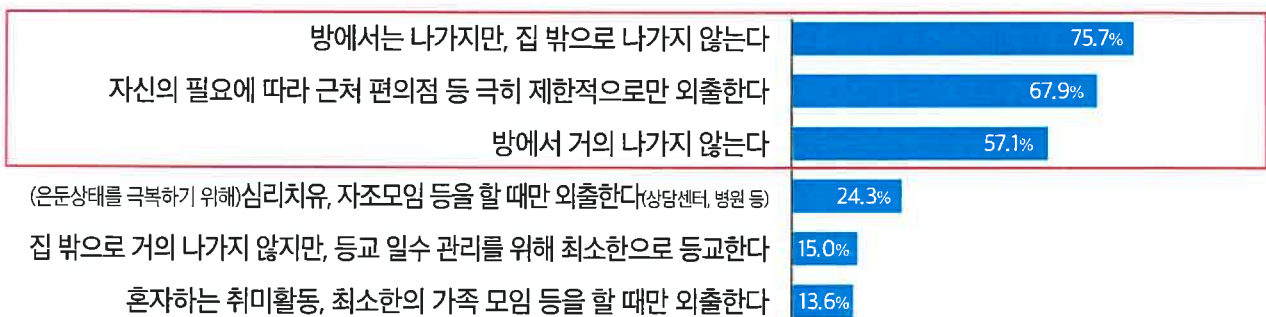 방에서는 나가지만, 집 밖으로 나가지 않는다 75.7%
자신의 필요에 따라 근처 편의점 등 극히 제한적으로만 외출한다 67.9%
방에서 거의 나가지 않는다 57.1%
(은둔상태를 극복하기 위해)심리치유, 자조모임 등을 할 때만 외출한다(상담센터, 병원 등) 24.3%
집 밖으로 거의 나가지 않지만, 등교 일수 관리를 위해 최소한으로 등교한다 15.0%
혼자하는 취미활동, 최소한의 가족 모임 등을 할 때만 외출한다 13.6%